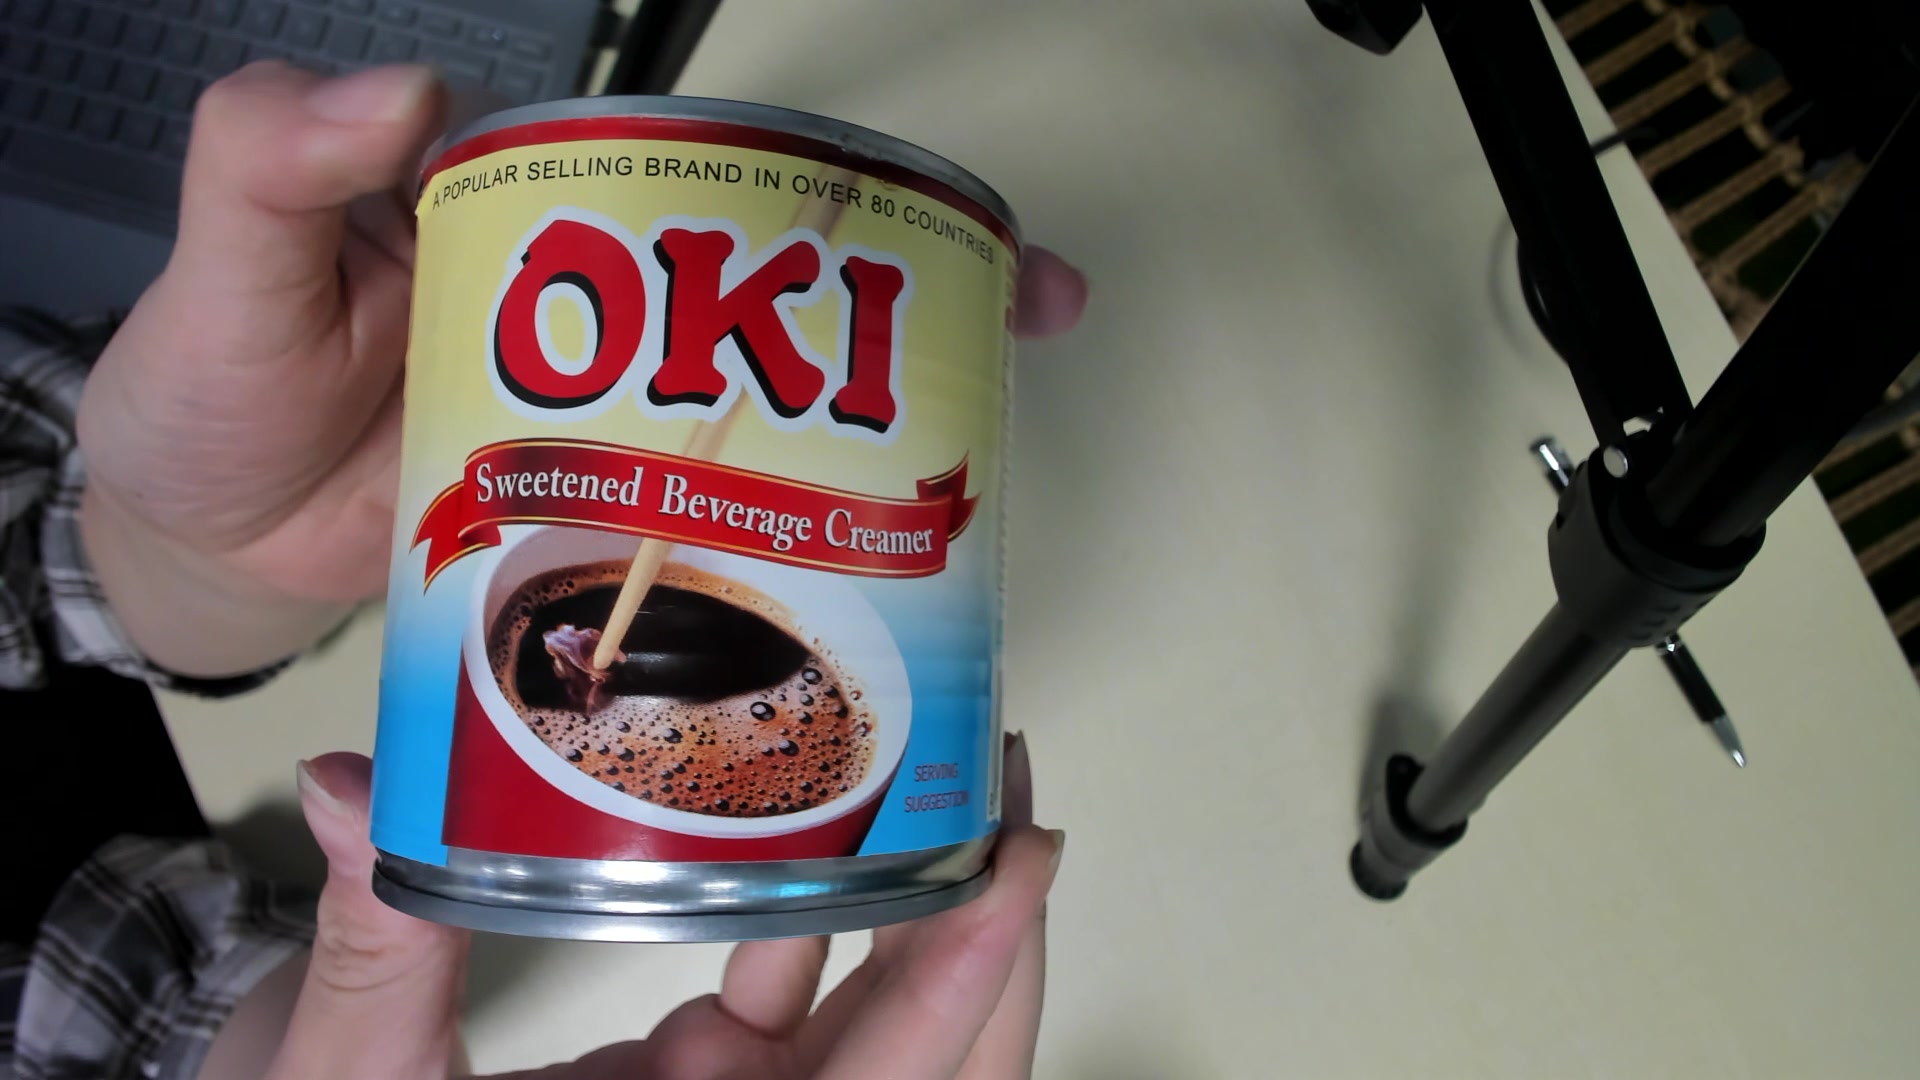 A POPULAR SELLING BRAND IN OVER 80 COUNTRIES
OKI
Sweetened Beverage Creamer
SERVING
SUGGESTION